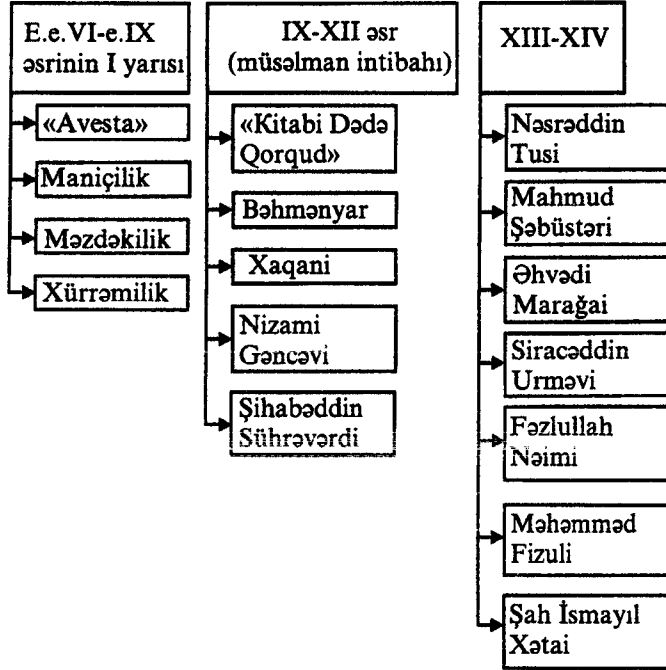 E.e.VI-e.IX
əsrinin I yarısı
«Avesta»
Maniçilik
Məzdəkilik
Xürrəmilik
IX-XII əsr
(müsəlman intibahı)
«Kitabi Dədə
Qorqud»
Bəhmənyar
Xaqani
Nizami
Gəncəvi
Şihabəddin
Sührəvərdi
XIII-XIV
Nəsrəddin
Tusi
Mahmud
Şəbüstəri
Əhvədi
Marağai
Siracəddin
Urməvi
Fəzlullah
Nəimi
Məhəmməd
Fizuli
Şah İsmayıl
Xətai